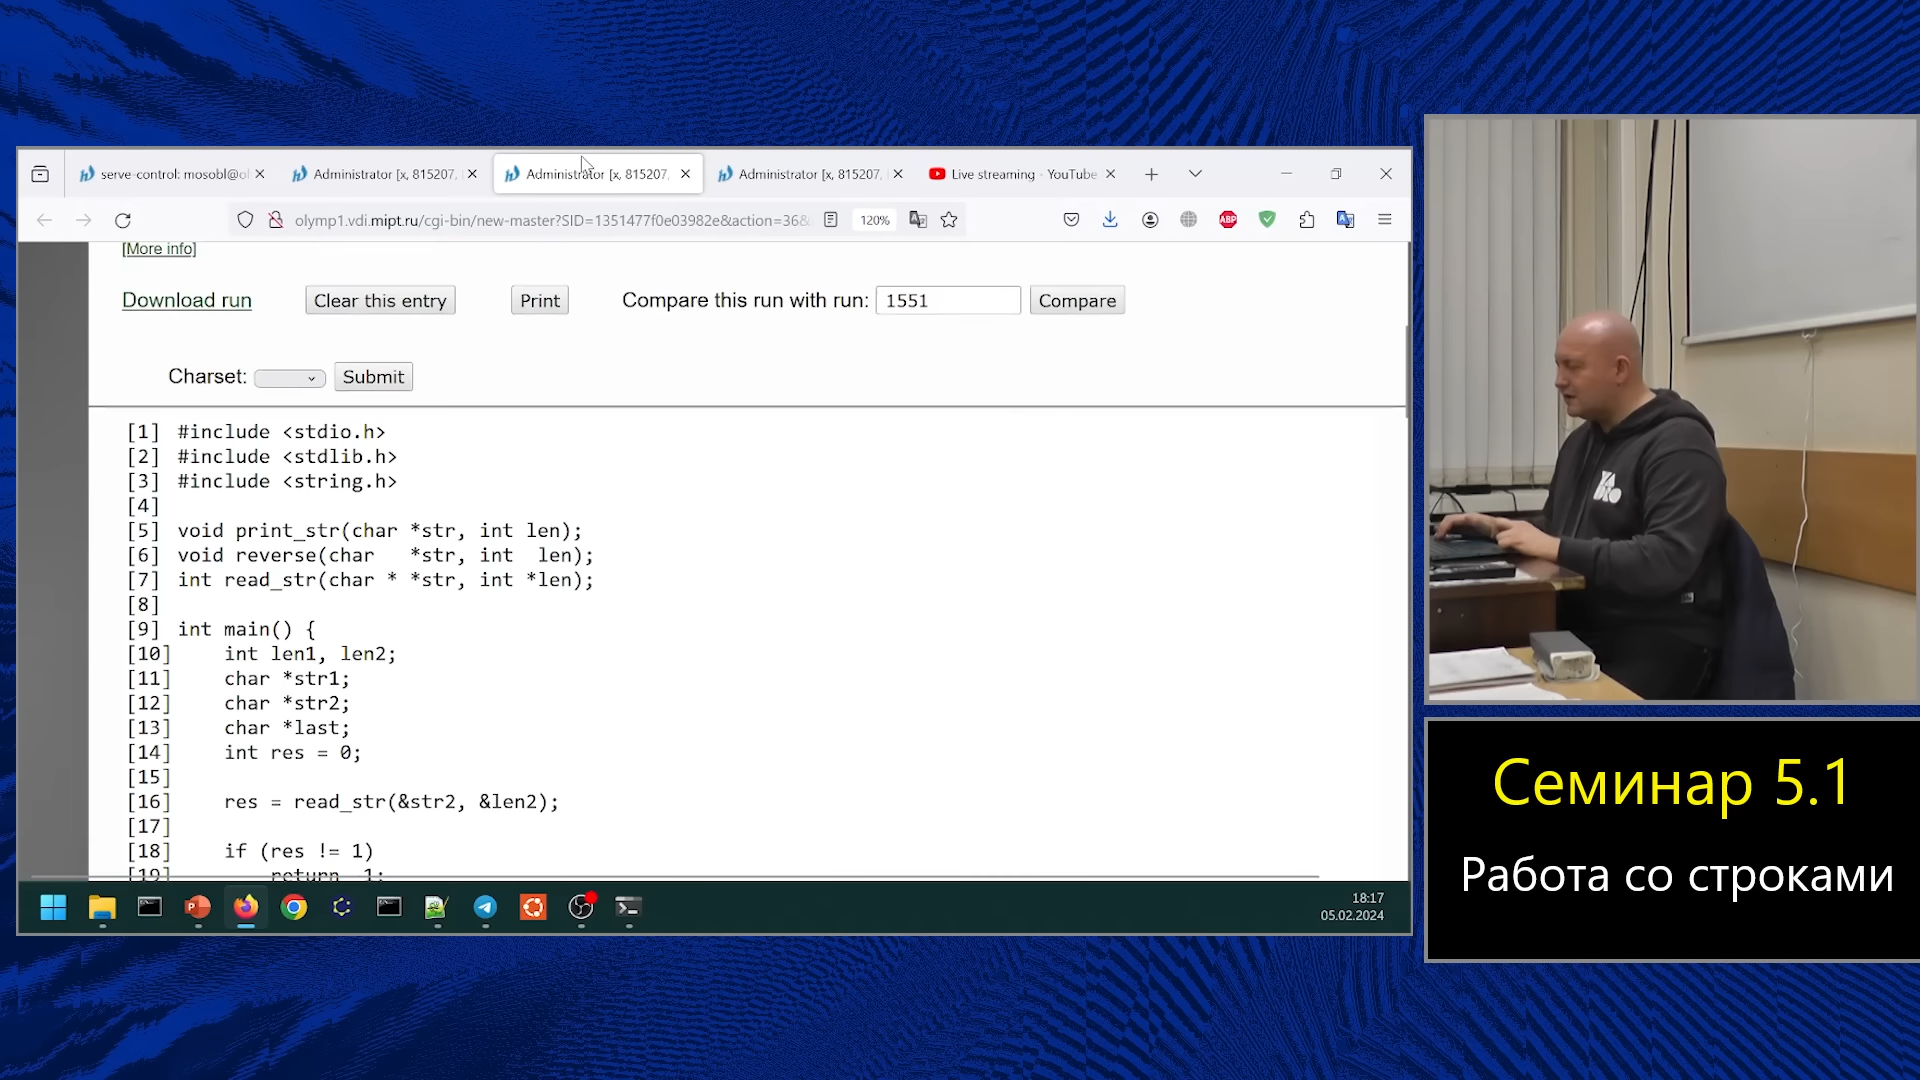 serve-control: mosobl@ol
Administrator [x, 815207,
Administrator [x, 815207,
Administrator [x, 815207,
Live streaming - YouTube
olymp1.vdi.mipt.ru/cgi-bin/new-master?SID=1351477f0e03982e&action=36&
120%
ABP
[More info]
Download run
Clear this entry
Print
Compare this run with run:
1551
Compare
Charset:
Submit
[1] #include <stdio.h>
[2] #include <stdlib.h>
[3] #include <string.h>
[4]
[5] void print_str(char *str, int len);
[6] void reverse(char   *str, int  len);
[7] int read_str(char * *str, int *len);
[8]
[9] int main() {
[10]     int len1, len2;
[11]     char *str1;
[12]     char *str2;
[13]     char *last;
[14]     int res = 0;
[15]
[16]     res = read_str(&str2, &len2);
[17]
[18]     if (res != 1)
[19]         return  1;
18:17
05.02.2024
Семинар 5.1
Работа со строками